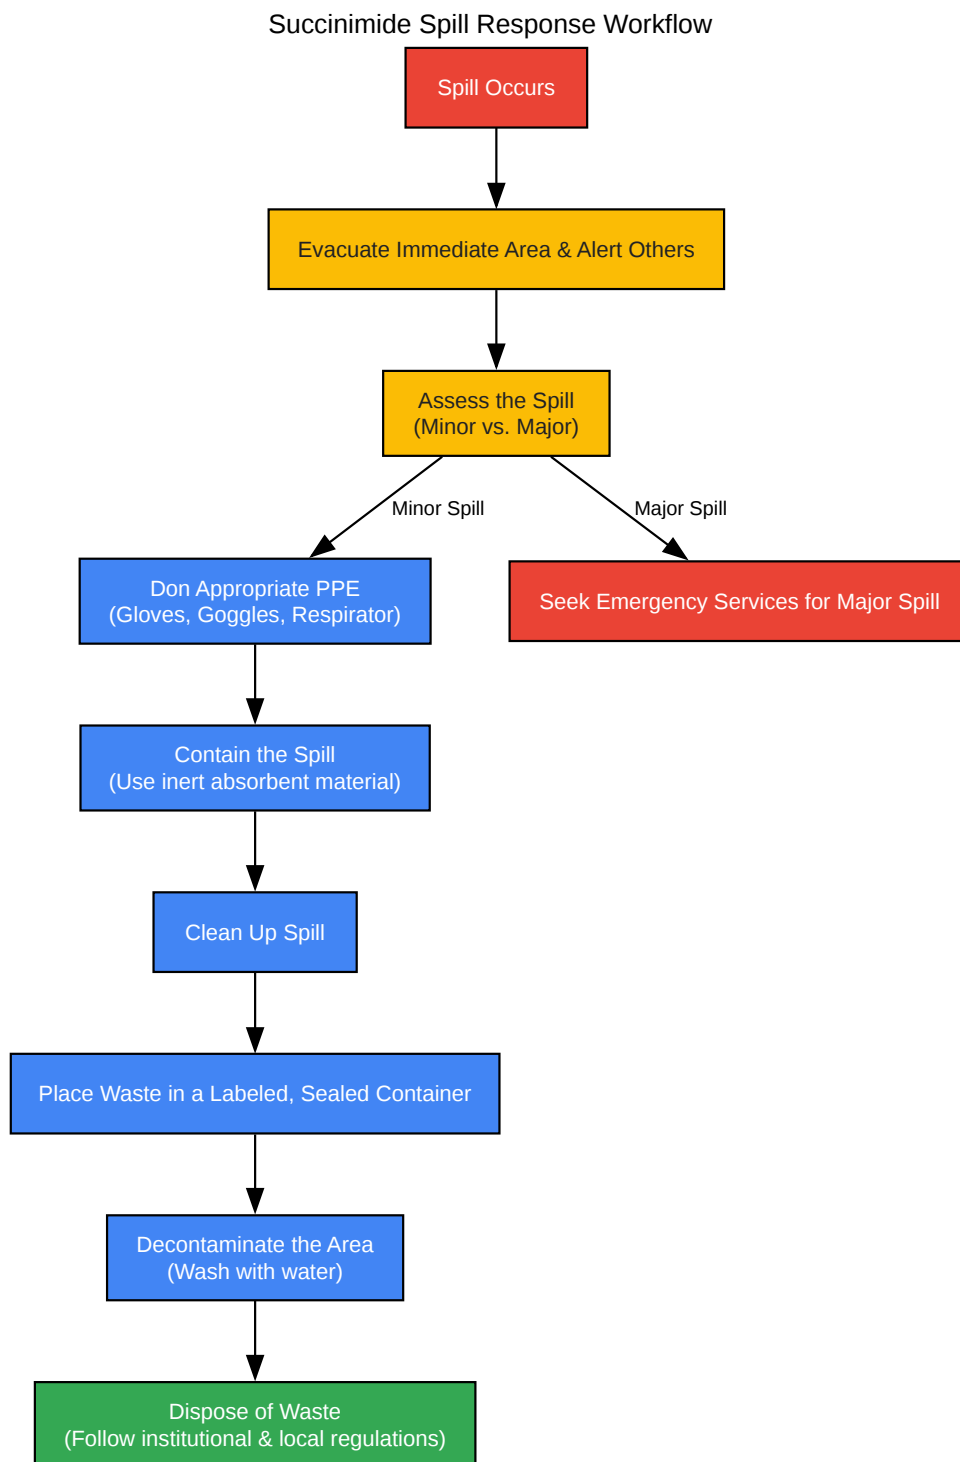 Succinimide Spill Response Workflow
Spill Occurs
Evacuate Immediate Area & Alert Others
Assess the Spill
(Minor vs. Major)
Minor Spill
Major Spill
Don Appropriate PPE
(Gloves, Goggles, Respirator)
Seek Emergency Services for Major Spill
Contain the Spill
(Use inert absorbent material)
Clean Up Spill
Place Waste in a Labeled, Sealed Container
Decontaminate the Area
(Wash with water)
Dispose of Waste
(Follow institutional & local regulations)